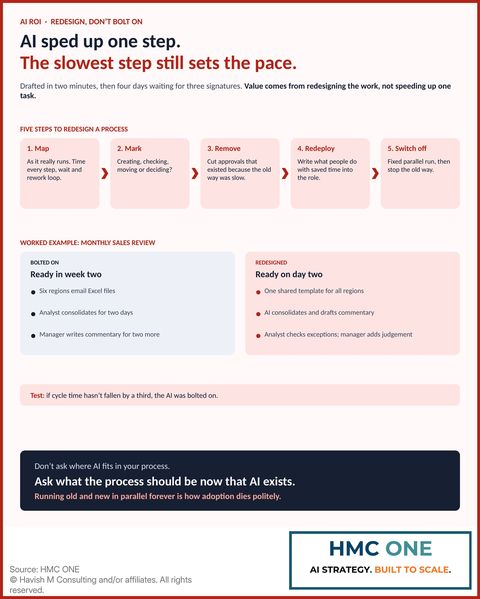 AI ROI · REDESIGN, DON'T BOLT ON
AI sped up one step.
The slowest step still sets the pace.
Drafted in two minutes, then four days waiting for three signatures. Value comes from redesigning the work, not speeding up one
task.
FIVE STEPS TO REDESIGN A PROCESS
1. Map
As it really runs. Time
every step, wait and
rework loop.
2. Mark
Creating, checking,
moving or deciding?
3. Remove
Cut approvals that
existed because the old
way was slow.
4. Redeploy
Write what people do
with saved time into
the role.
5. Switch off
Fixed parallel run, then
stop the old way.
WORKED EXAMPLE: MONTHLY SALES REVIEW
BOLTED ON
Ready in week two
Six regions email Excel files
Analyst consolidates for two days
Manager writes commentary for two more
REDESIGNED
Ready on day two
One shared template for all regions
AI consolidates and drafts commentary
Analyst checks exceptions; manager adds judgement
Test: if cycle time hasn't fallen by a third, the AI was bolted on.
Don't ask where AI fits in your process.
Ask what the process should be now that AI exists.
Running old and new in parallel forever is how adoption dies politely.
Source: HMC ONE
© Havish M Consulting and/or affiliates. All rights
reserved.
HMC ONE
AI STRATEGY. BUILT TO SCALE.